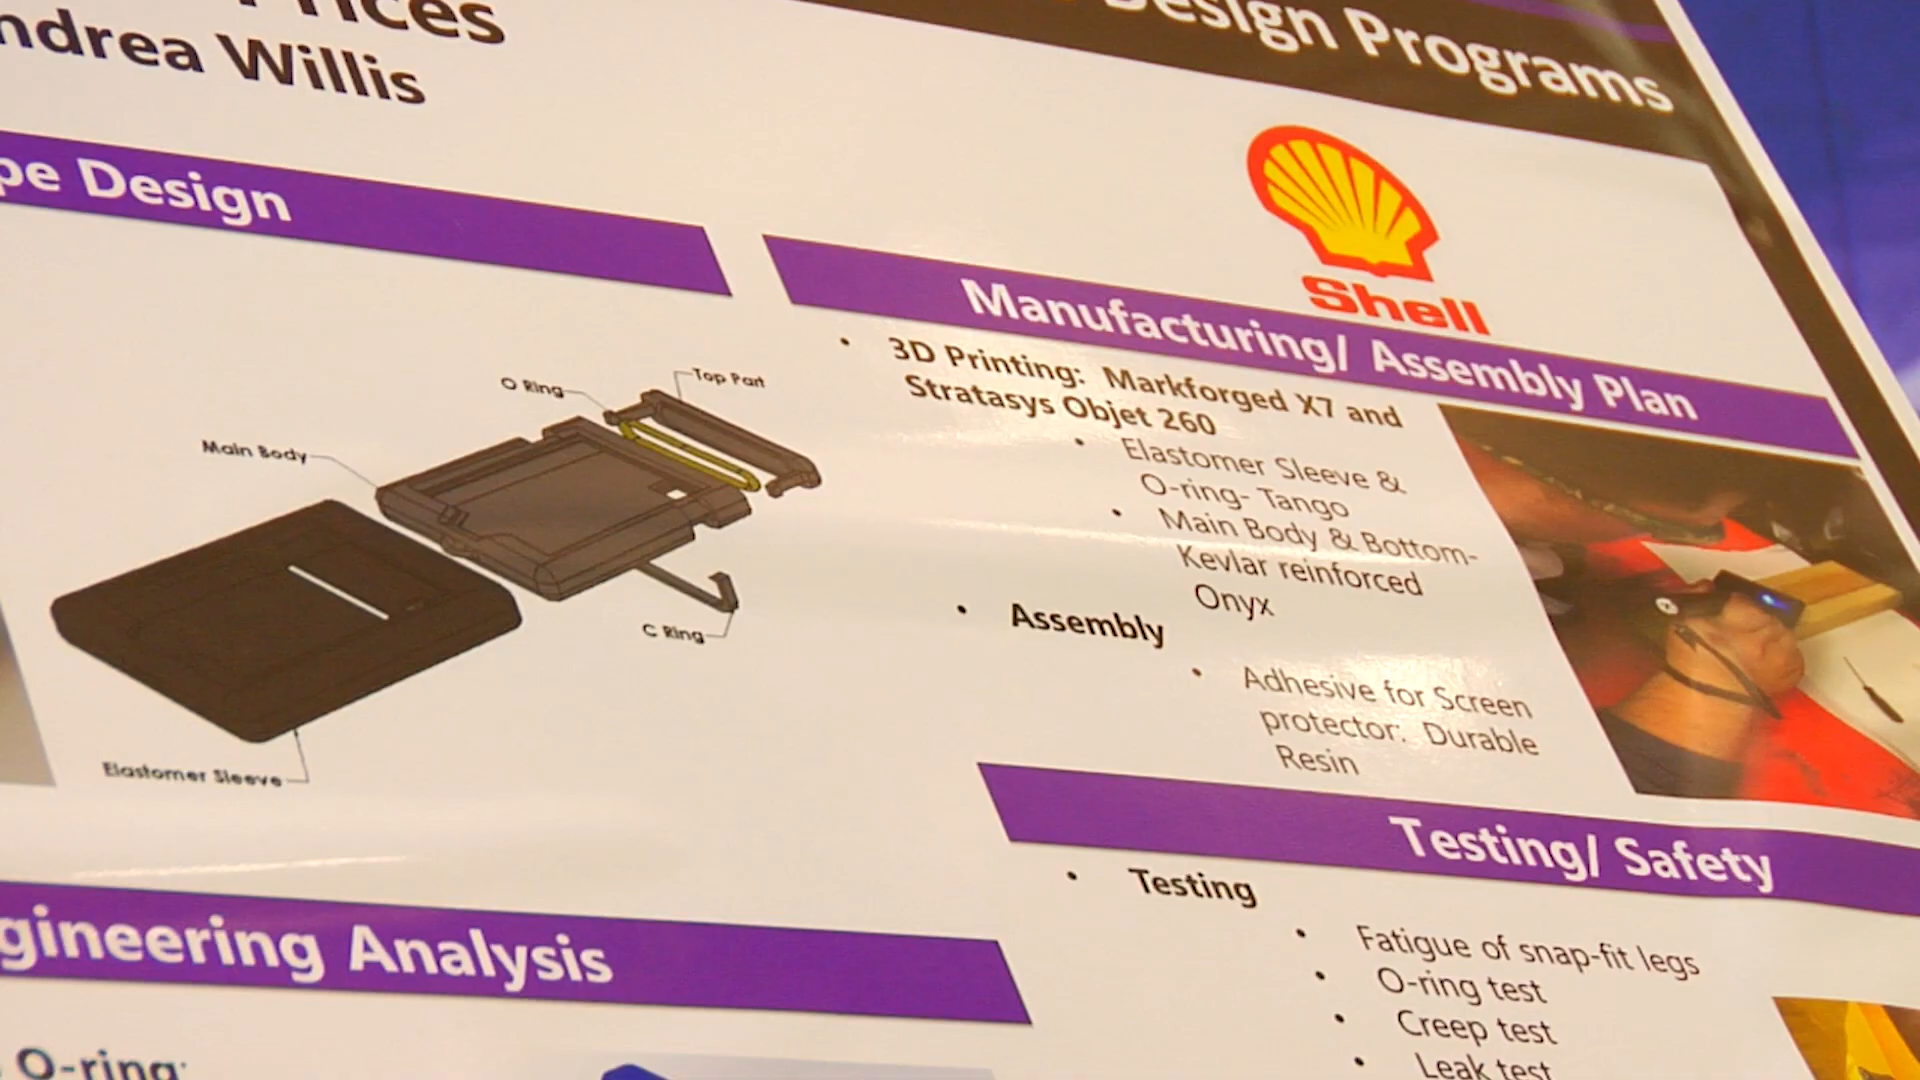 Andrea Willis
Design Programs
Shell
Design
O Ring
Top Part
Main Body
C Ring
Elastomer Sleeve
Manufacturing/ Assembly Plan
• 3D Printing: Markforged X7 and
Stratasys Objet 260
• Elastomer Sleeve &
O-ring- Tango
• Main Body & Bottom-
Kevlar reinforced
Onyx
• Assembly
• Adhesive for Screen
protector: Durable
Resin
Testing/ Safety
• Testing
• Fatigue of snap-fit legs
• O-ring test
• Creep test
• Leak test
gineering Analysis
O-ring: